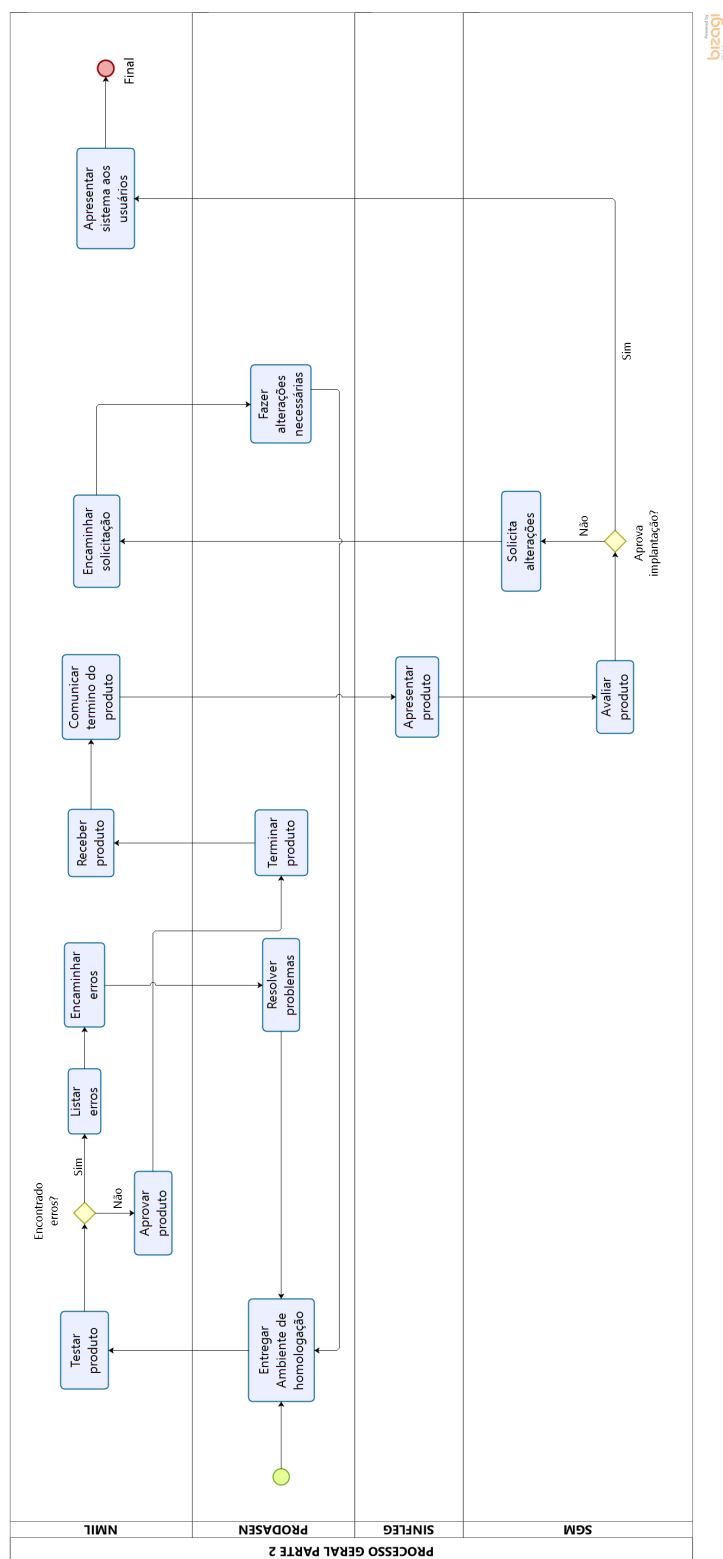 PROCESSO GERAL PARTE 2
NMIL
PRODASEN
SINFLEG
SGM
Entregar
Ambiente de
homologação
Testar
produto
Encontrado
erros?
Sim
Não
Listar
erros
Encaminhar
erros
Aprovar
produto
Resolver
problemas
Terminar
produto
Receber
produto
Comunicar
termino do
produto
Apresentar
produto
Avaliar
produto
Aprova
implantação?
Não
Sim
Solicita
alterações
Encaminhar
solicitação
Fazer
alterações
necessárias
Apresentar
sistema aos
usuários
Final
Powered by
bizagi